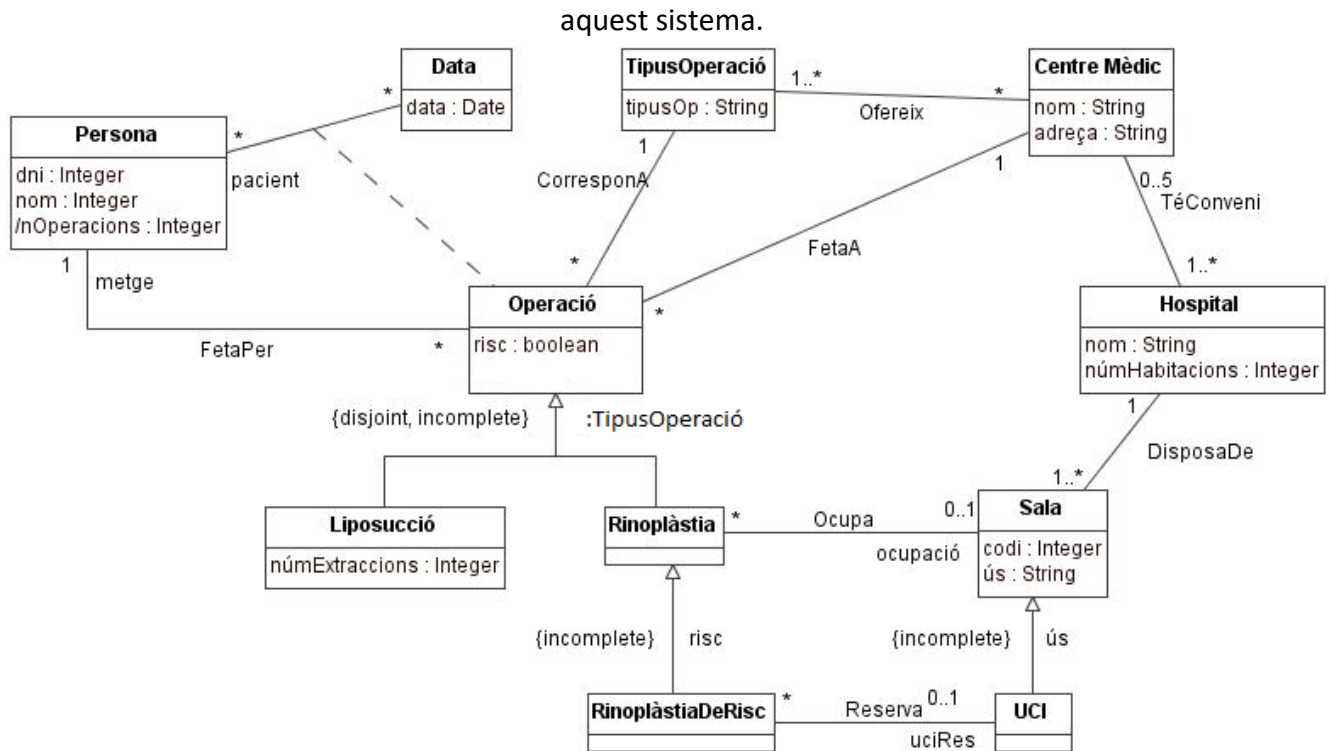 aquest sistema.
Data
data : Date
TipusOperació
tipusOp : String
Centre Mèdic
nom : String
adreça : String
1..*
*
Ofereix
Persona
dni : Integer
nom : Integer
/nOperacions : Integer
*
*
pacient
1
CorresponA
*
1
FetaA
*
0..5
TéConveni
1..*
1
metge
FetaPer
*
Operació
risc : boolean
Hospital
nom : String
númHabitacions : Integer
{disjoint, incomplete}
:TipusOperació
1
DisposaDe
1..*
Liposucció
númExtraccions : Integer
Rinoplàstia
*
Ocupa
0..1
ocupació
Sala
codi : Integer
ús : String
{incomplete}
risc
{incomplete}
ús
RinoplàstiaDeRisc
*
Reserva
0..1
uciRes
UCI